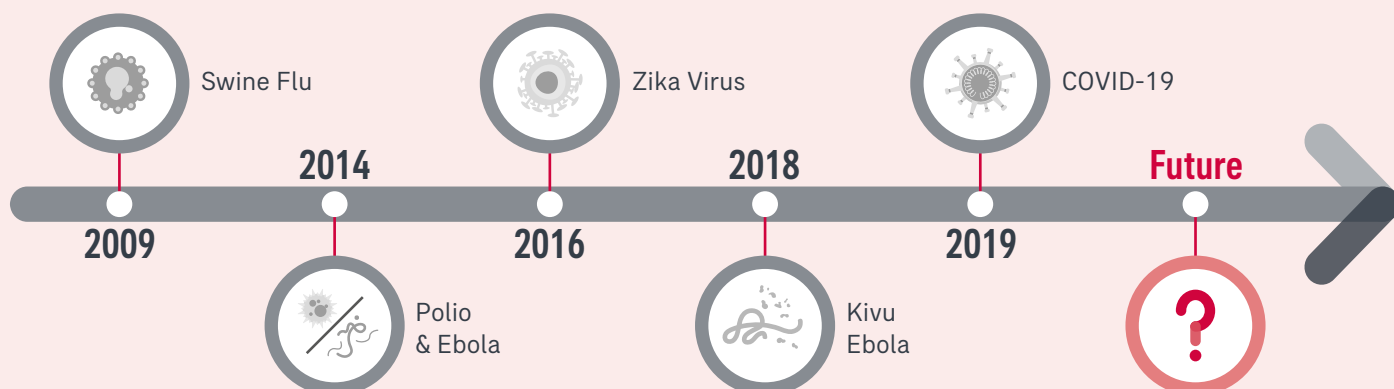 Swine Flu
Zika Virus
COVID-19
2014
2018
Future
2009
2016
2019
Polio
& Ebola
Kivu
Ebola
?